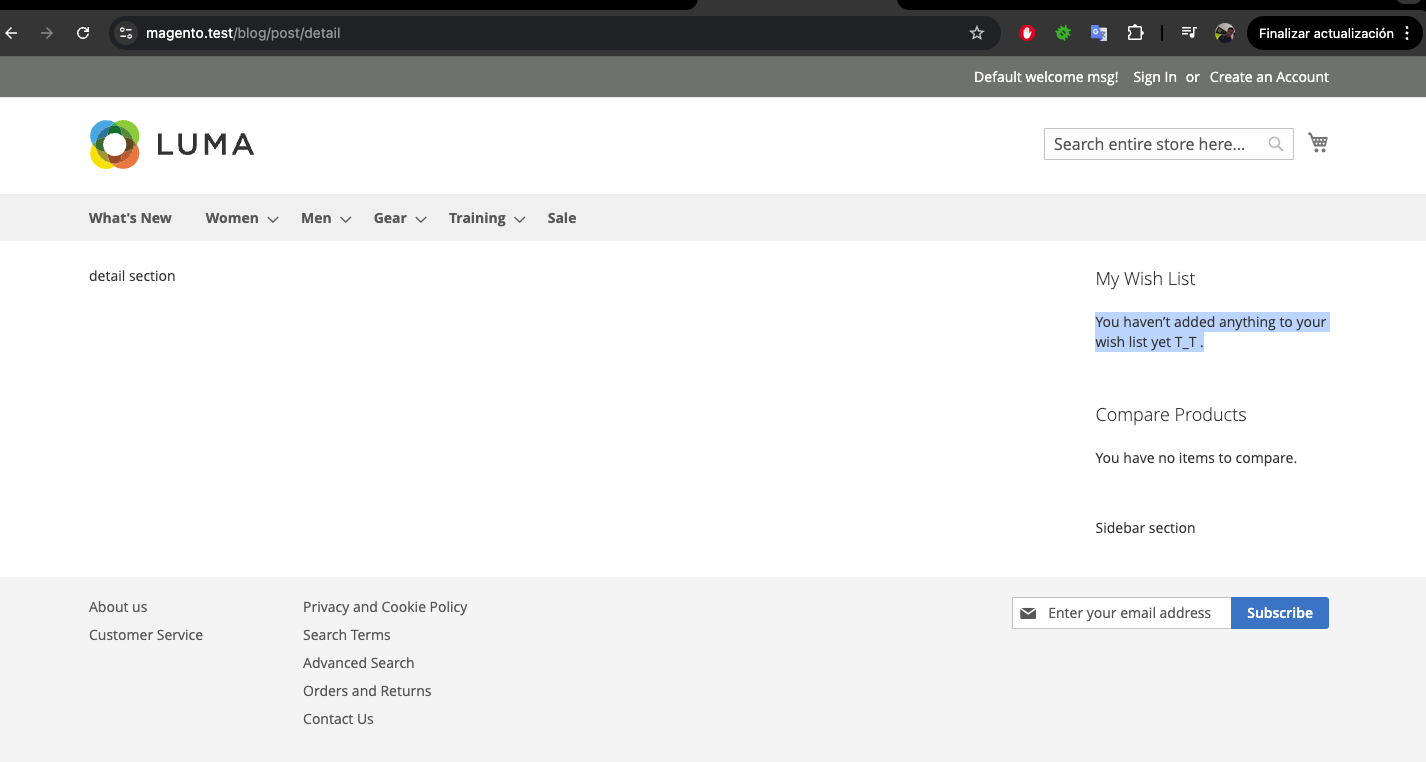 magento.test/blog/post/detail
Finalizar actualización
Default welcome msg! Sign In or Create an Account
LUMA
Search entire store here...
What's New Women Men Gear Training Sale
detail section
My Wish List
You haven’t added anything to your
wish list yet T_T .
Compare Products
You have no items to compare.
Sidebar section
About us
Customer Service
Privacy and Cookie Policy
Search Terms
Advanced Search
Orders and Returns
Contact Us
Enter your email address
Subscribe